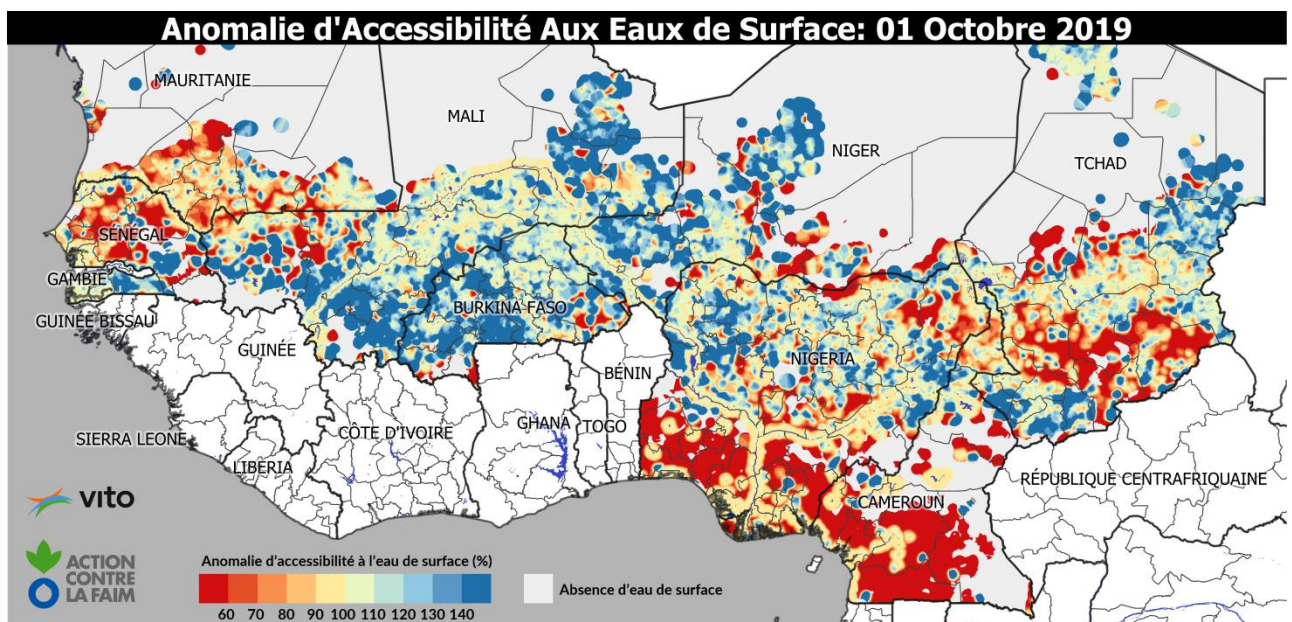 Anomalie d'Accessibilité Aux Eaux de Surface: 01 Octobre 2019
MAURITANIE
MALI
NIGER
TCHAD
SÉNÉGAL
GAMBIE
GUINÉE BISSAU
GUINÉE
BURKINA FASO
BÉNIN
NIGERIA
SIERRA LEONE
LIBERIA
CÔTE D'IVOIRE
GHANA
TOGO
CAMEROUN
RÉPUBLIQUE CENTRAFRIQUAINE
vito
ACTION
CONTRE
LA FAIM
Anomalie d'accessibilité à l'eau de surface (%)
60 70 80 90 100 110 120 130 140
Absence d'eau de surface